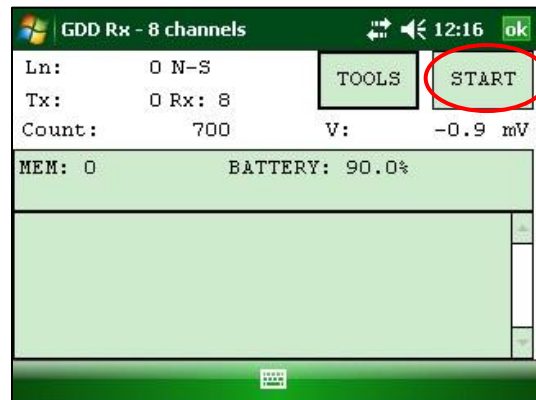 GDD Rx - 8 channels 12:16 ok
Ln: 0 N-S TOOLS START
Tx: 0 Rx: 8
Count: 700 V: -0.9 mV
MEM: 0 BATTERY: 90.0%